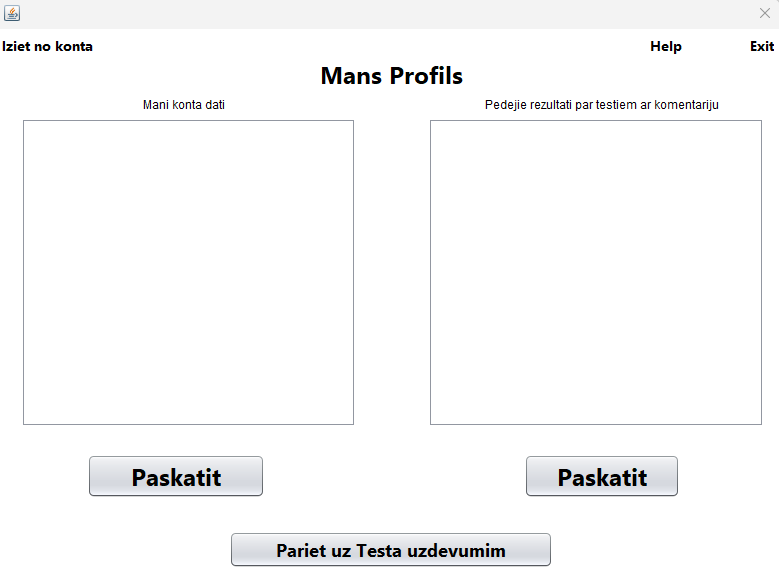 Iziet no konta
Help
Exit
Mans Profils
Mani konta dati
Pedejie rezultati par testiem ar komentariju
Paskatit
Paskatit
Pariet uz Testa uzdevumim